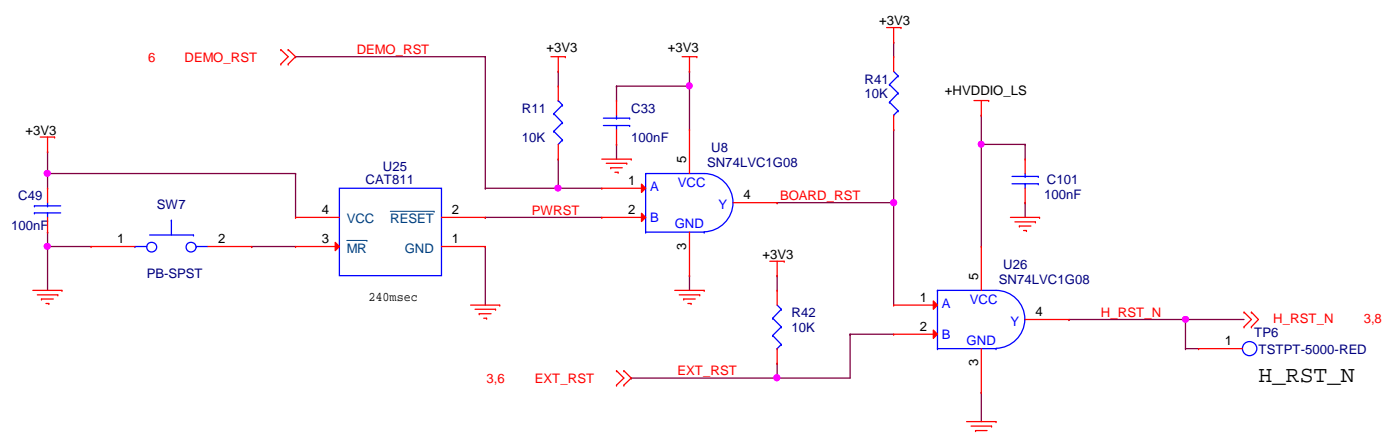 +3V3
+3V3
+3V3
6 DEMO_RST
DEMO_RST
R41
10K
+HVDDIO_LS
R11
10K
C33
100nF
+3V3
U8
SN74LVC1G08
U25
CAT811
C49
100nF
SW7
1
2
PB-SPST
4
VCC
RESET
2
PWRST
3
MR
GND
1
240msec
1
A
2
B
5
VCC
GND
3
Y
4
BOARD_RST
C101
100nF
+3V3
R42
10K
U26
SN74LVC1G08
5
VCC
1
A
2
B
Y
4
GND
3
H_RST_N
H_RST_N 3,8
TP6
1
TSTPT-5000-RED
H_RST_N
3,6 EXT_RST
EXT_RST